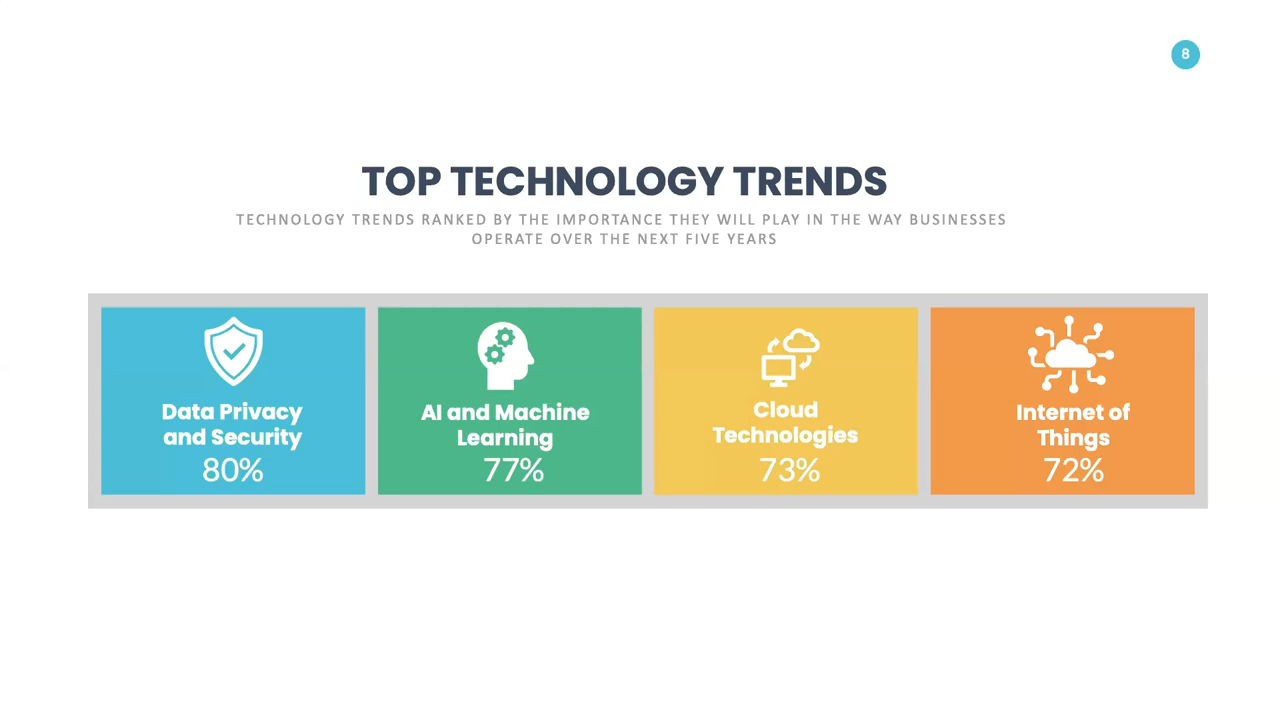 8
TOP TECHNOLOGY TRENDS
TECHNOLOGY TRENDS RANKED BY THE IMPORTANCE THEY WILL PLAY IN THE WAY BUSINESSES
OPERATE OVER THE NEXT FIVE YEARS
Data Privacy
and Security
80%
AI and Machine
Learning
77%
Cloud
Technologies
73%
Internet of
Things
72%